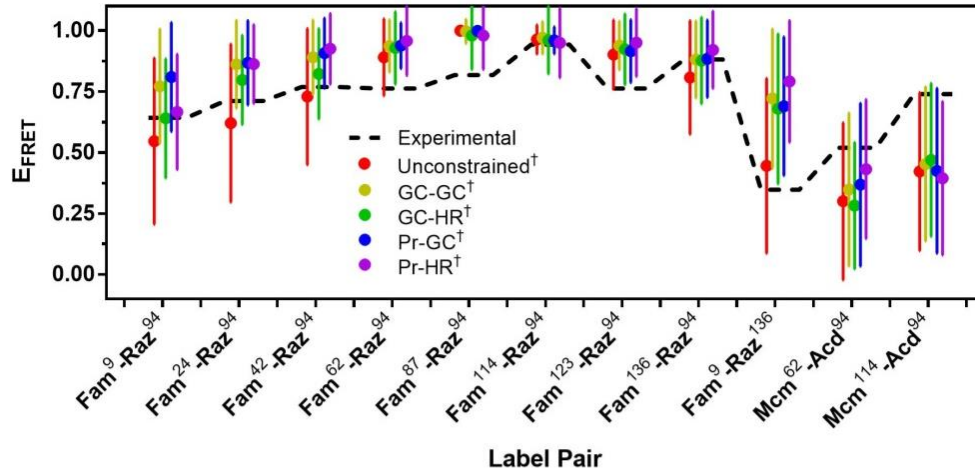 1.00
0.75
0.50
0.25
0.00
E_FRET
Experimental
Unconstrained†
GC-GC†
GC-HR†
Pr-GC†
Pr-HR†
Fam⁹-Raz⁹⁴
Fam²⁴-Raz⁹⁴
Fam⁴²-Raz⁹⁴
Fam⁶²-Raz⁹⁴
Fam⁸⁷-Raz⁹⁴
Fam¹¹⁴-Raz⁹⁴
Fam¹²³-Raz⁹⁴
Fam¹³⁶-Raz⁹⁴
Fam⁹-Raz¹³⁶
Mcm⁶²-Acd⁹⁴
Mcm¹¹⁴-Acd⁹⁴
Label Pair